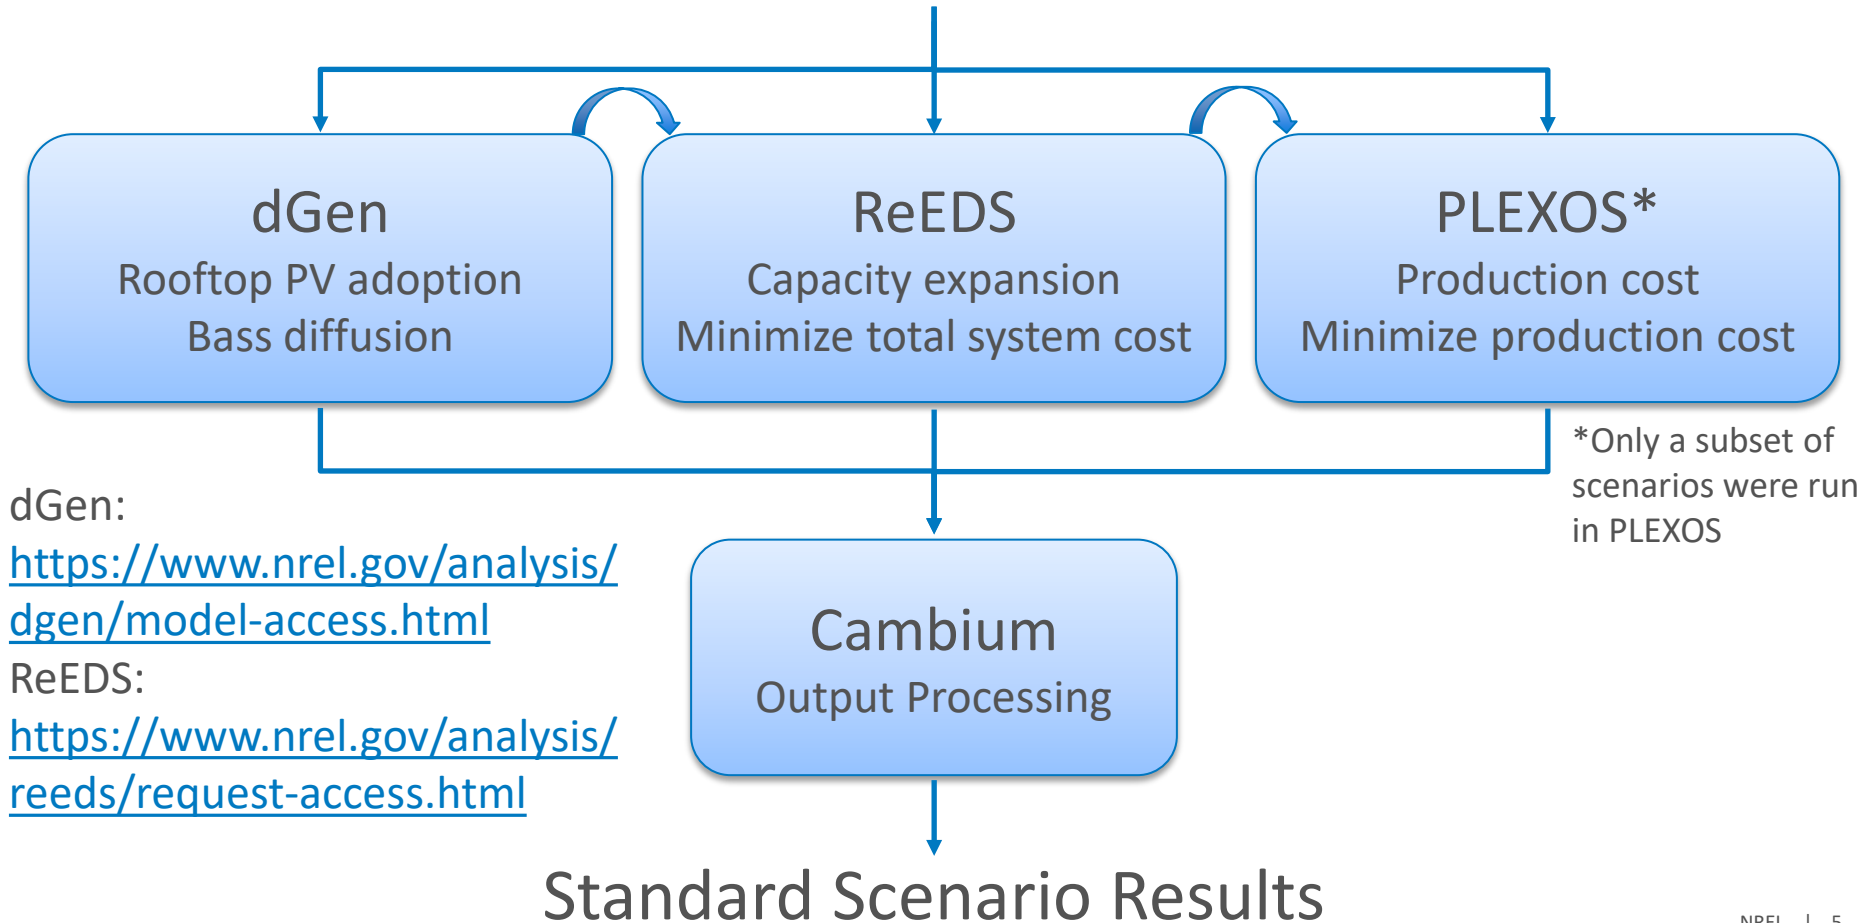 dGen
Rooftop PV adoption
Bass diffusion
ReEDS
Capacity expansion
Minimize total system cost
PLEXOS*
Production cost
Minimize production cost
*Only a subset of
scenarios were run
in PLEXOS
dGen:
https://www.nrel.gov/analysis/
dgen/model-access.html
ReEDS:
https://www.nrel.gov/analysis/
reeds/request-access.html
Cambium
Output Processing
Standard Scenario Results
NREL | 5